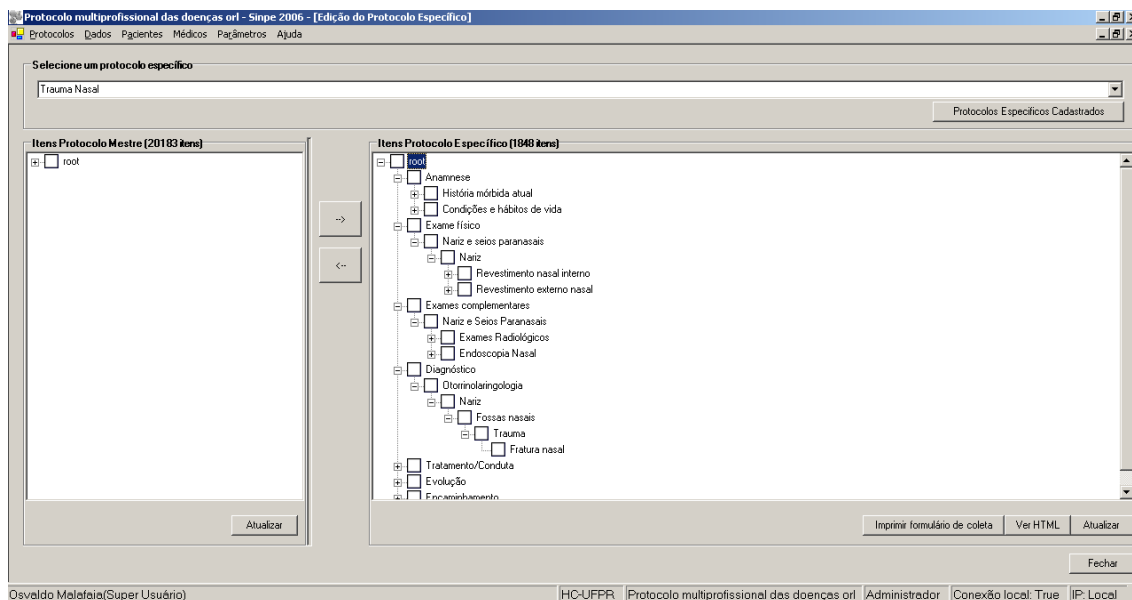 Protocolo multiprofissional das doenças orl - Sinpe 2006 - [Edição do Protocolo Específico]
Protocolos Dados Pacientes Médicos Parâmetros Ajuda
Selecione um protocolo específico
Trauma Nasal
Protocolos Especificos Cadastrados
Itens Protocolo Mestre (20183 itens)
root
-->
<--
Atualizar
Itens Protocolo Específico (1848 itens)
root
Anamnese
História mórbida atual
Condições e hábitos de vida
Exame físico
Nariz e seios paranasais
Nariz
Revestimento nasal interno
Revestimento externo nasal
Exames complementares
Nariz e Seios Paranasais
Exames Radiológicos
Endoscopia Nasal
Diagnóstico
Otorrinolaringologia
Nariz
Fossas nasais
Trauma
Fratura nasal
Tratamento/Conduta
Evolução
Encaminhamento
Imprimir formulário de coleta Ver HTML Atualizar
Fechar
Osvaldo Malafaia(Super Usuário) HC-UFPR Protocolo multiprofissional das doenças orl Administrador Conexão local: True IP: Local